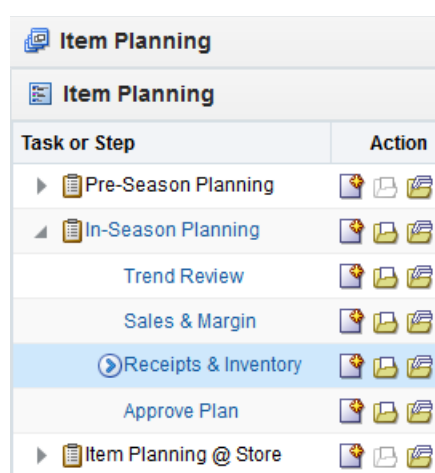 Item Planning
Item Planning
Task or Step Action
Pre-Season Planning
In-Season Planning
Trend Review
Sales & Margin
Receipts & Inventory
Approve Plan
Item Planning @ Store